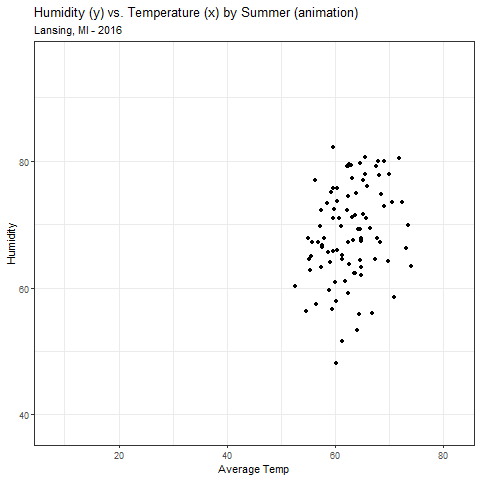 Humidity (y) vs. Temperature (x) by Summer (animation)
Lansing, MI - 2016
80
60
40
Humidity
20
40
60
80
Average Temp